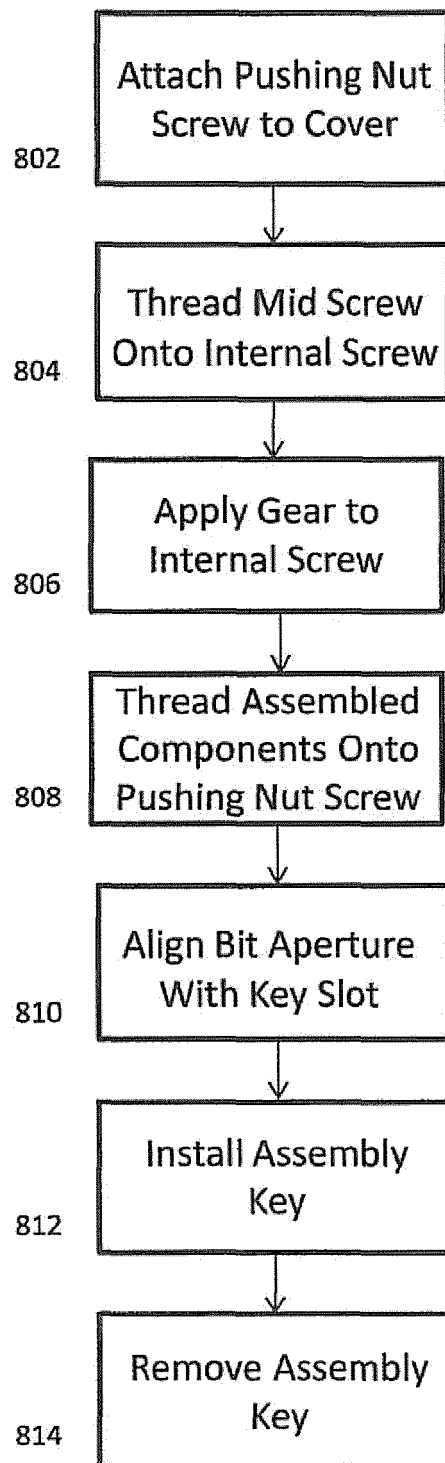 Attach Pushing Nut
Screw to Cover
802
Thread Mid Screw
Onto Internal Screw
804
Apply Gear to
Internal Screw
806
Thread Assembled
Components Onto
Pushing Nut Screw
808
Align Bit Aperture
With Key Slot
810
Install Assembly
Key
812
Remove Assembly
Key
814